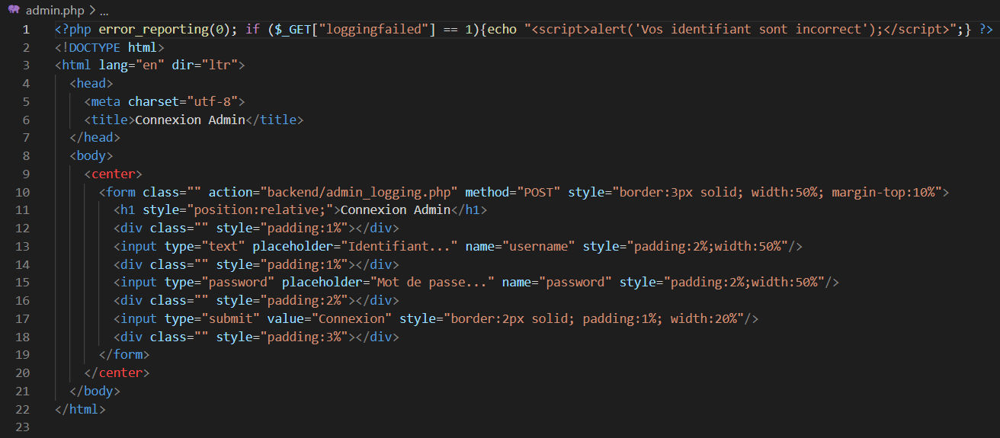 admin.php > ...
1 <?php error_reporting(0); if ($_GET["loggingfailed"] == 1){echo "<script>alert('Vos identifiant sont incorrect');</script>";} ?>
2 <!DOCTYPE html>
3 <html lang="en" dir="ltr">
4 <head>
5 <meta charset="utf-8">
6 <title>Connexion Admin</title>
7 </head>
8 <body>
9 <center>
10 <form class="" action="backend/admin_logging.php" method="POST" style="border:3px solid; width:50%; margin-top:10%">
11 <h1 style="position:relative;">Connexion Admin</h1>
12 <div class="" style="padding:1%"></div>
13 <input type="text" placeholder="Identifiant..." name="username" style="padding:2%;width:50%"/>
14 <div class="" style="padding:1%"></div>
15 <input type="password" placeholder="Mot de passe..." name="password" style="padding:2%;width:50%"/>
16 <div class="" style="padding:2%"></div>
17 <input type="submit" value="Connexion" style="border:2px solid; padding:1%; width:20%"/>
18 <div class="" style="padding:3%"></div>
19 </form>
20 </center>
21 </body>
22 </html>
23